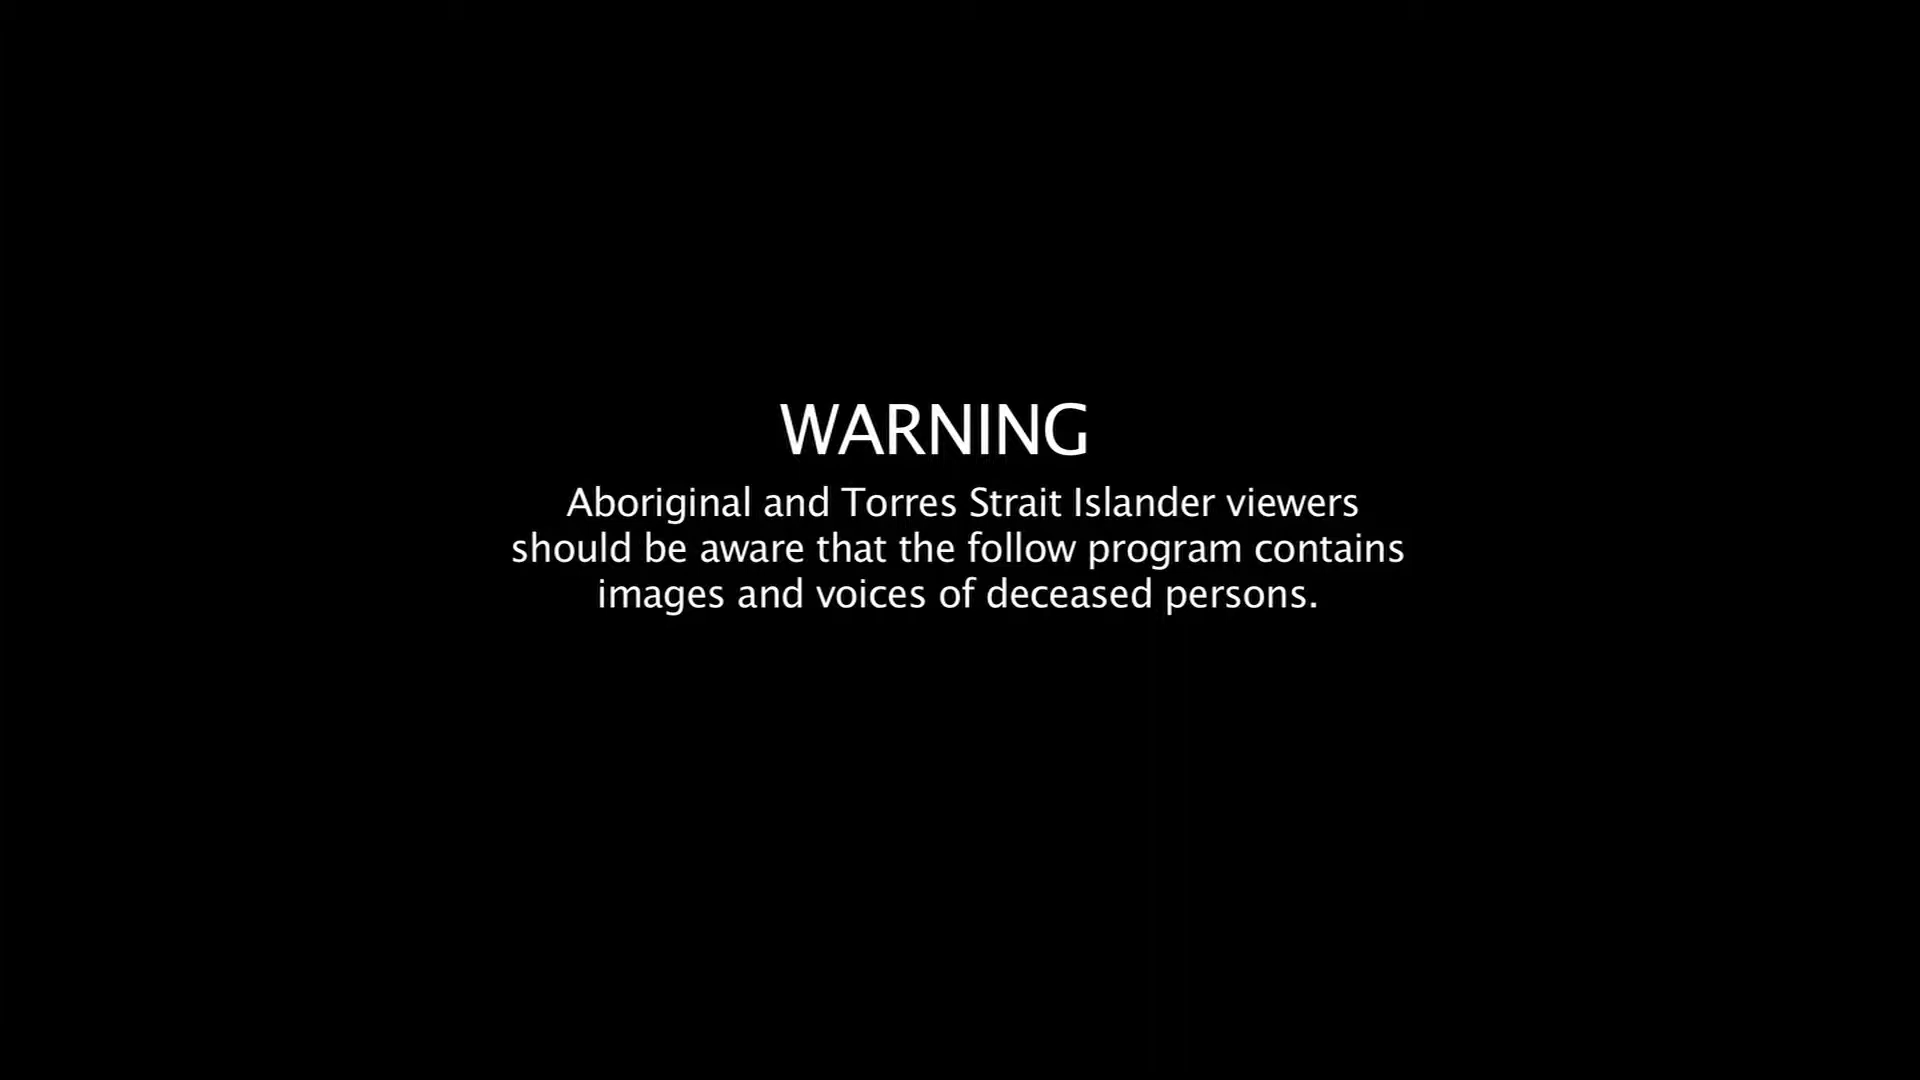 WARNING
Aboriginal and Torres Strait Islander viewers
should be aware that the follow program contains
images and voices of deceased persons.